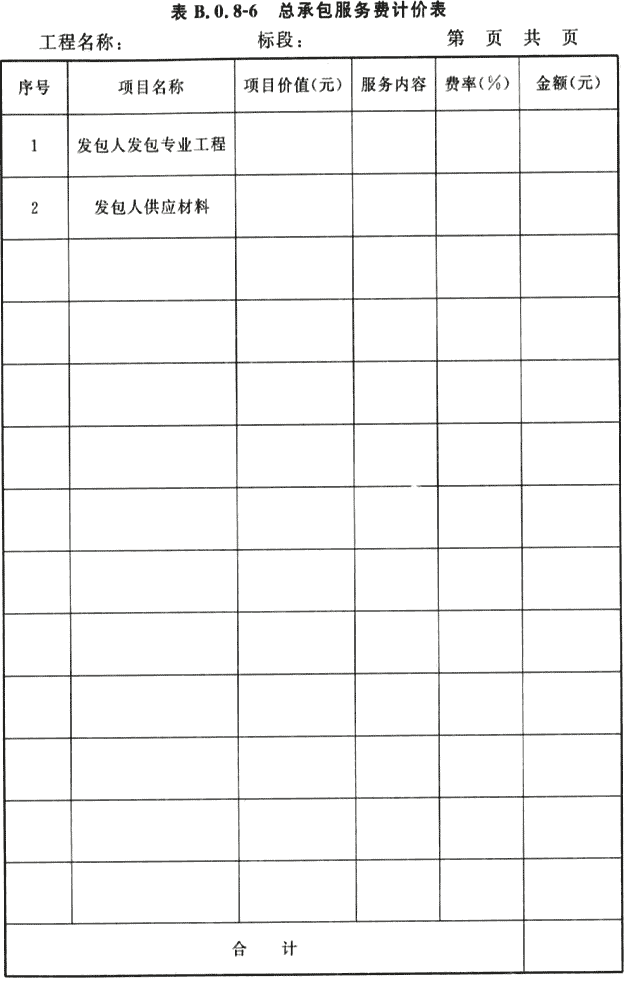 表 B.0.8-6 总承包服务费计价表
工程名称: 标段: 第 页 共 页
序号 项目名称 项目价值(元) 服务内容 费率(%) 金额(元)
1 发包人发包专业工程
2 发包人供应材料
合 计